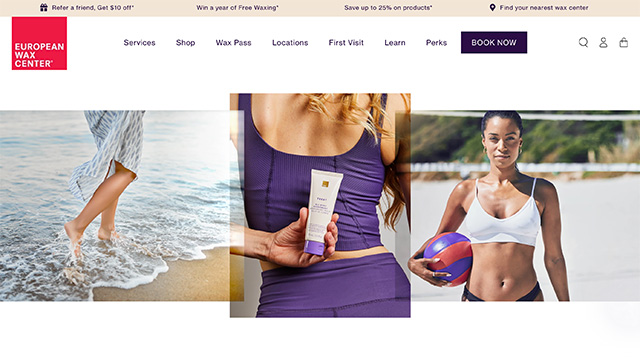 Refer a friend, Get $10 off*
Win a year of Free Waxing*
Save up to 25% on products*
Find your nearest wax center
EUROPEAN
WAX
CENTER®
Services
Shop
Wax Pass
Locations
First Visit
Learn
Perks
BOOK NOW